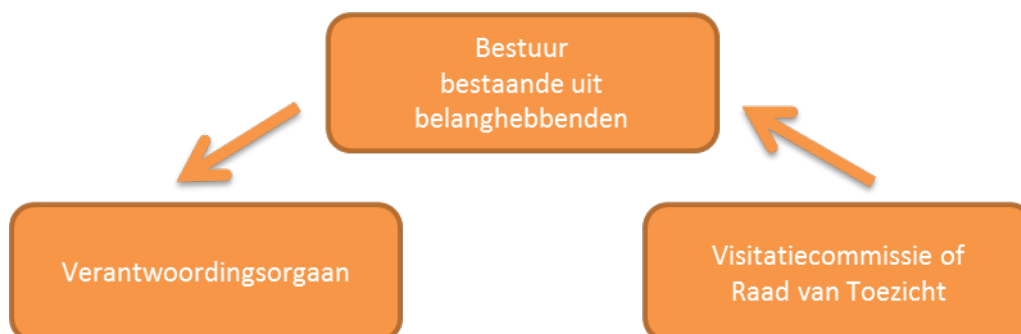 Bestuur
bestaande uit
belanghebbenden
Verantwoordingsorgaan
Visitatiecommissie of
Raad van Toezicht